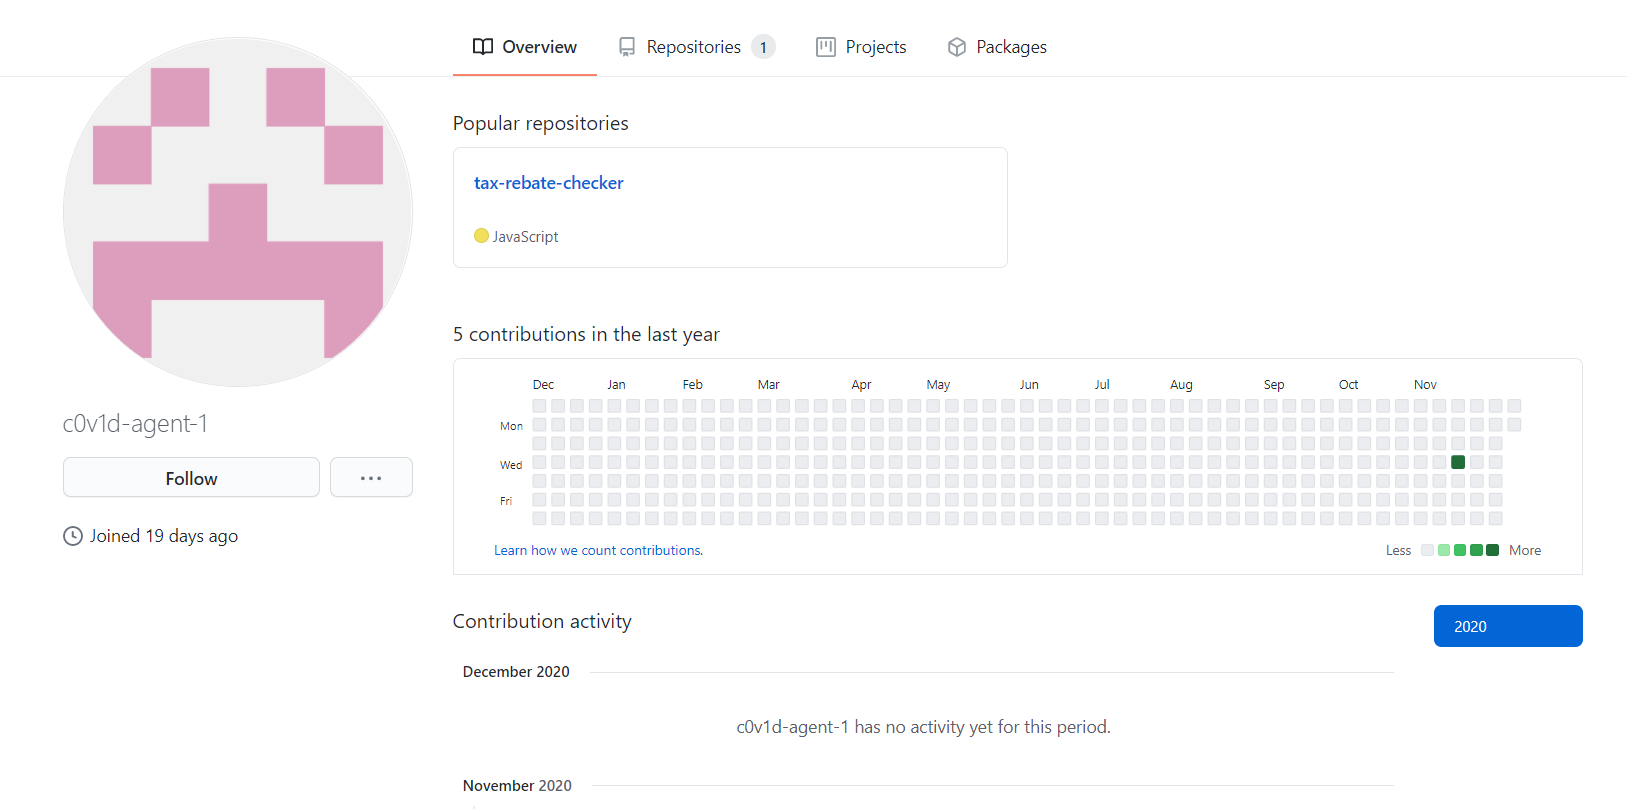 Overview Repositories 1 Projects Packages
Popular repositories
tax-rebate-checker
JavaScript
5 contributions in the last year
Dec Jan Feb Mar Apr May Jun Jul Aug Sep Oct Nov
Mon
Wed
Fri
Learn how we count contributions. Less More
c0v1d-agent-1
Follow ...
Joined 19 days ago
Contribution activity 2020
December 2020
c0v1d-agent-1 has no activity yet for this period.
November 2020